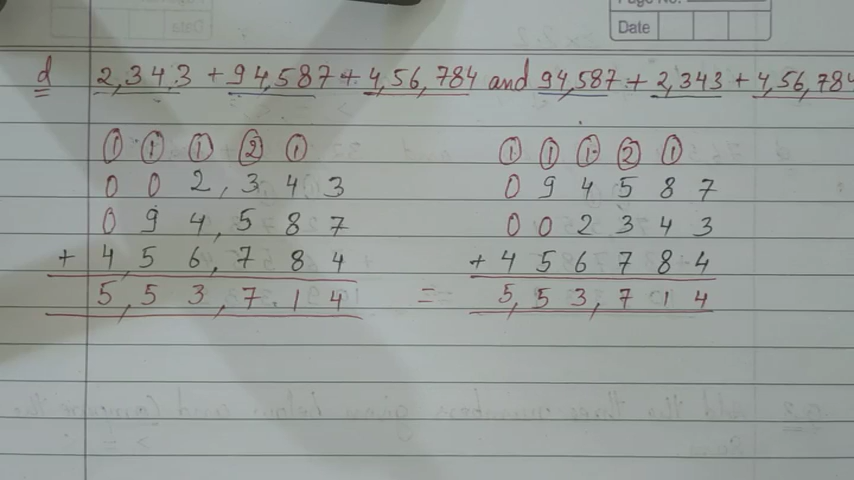 Page No.
Date
d 2,343 + 94,587 + 4,56,784 and 94,587 + 2,343 + 4,56,784
1 1 1 2 1 1 1 1 2 1
0 0 2,3 4 3 0 9 4 5 8 7
0 9 4,5 8 7 0 0 2 3 4 3
+ 4,5 6,7 8 4 + 4 5 6 7 8 4
5,5 3,7 1 4 = 5,5 3,7 1 4